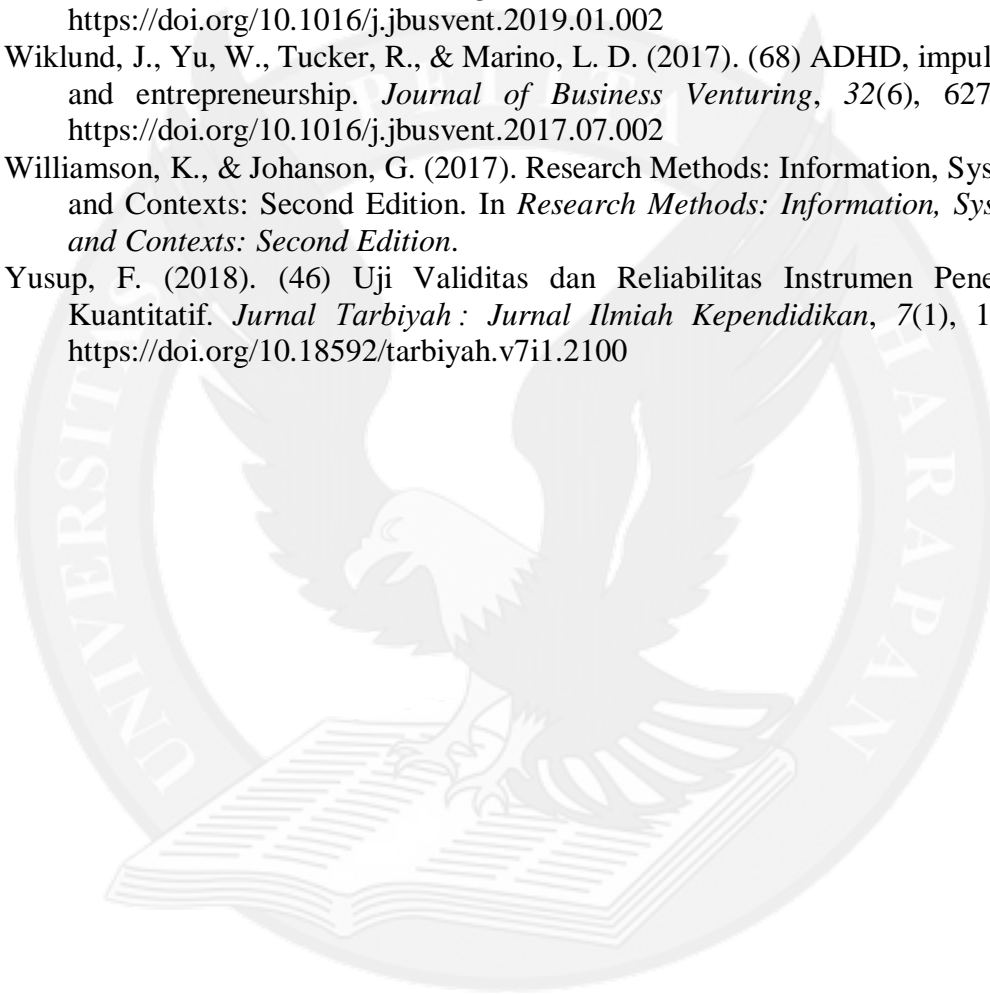 https://doi.org/10.1016/j.jbusvent.2019.01.002
Wiklund, J., Yu, W., Tucker, R., & Marino, L. D. (2017). (68) ADHD, impul
and entrepreneurship. Journal of Business Venturing, 32(6), 627
https://doi.org/10.1016/j.jbusvent.2017.07.002
Williamson, K., & Johanson, G. (2017). Research Methods: Information, Sys
and Contexts: Second Edition. In Research Methods: Information, Sys
and Contexts: Second Edition.
Yusup, F. (2018). (46) Uji Validitas dan Reliabilitas Instrumen Pene
Kuantitatif. Jurnal Tarbiyah : Jurnal Ilmiah Kependidikan, 7(1), 1
https://doi.org/10.18592/tarbiyah.v7i1.2100
UNIVERSITAS PELITA HARAPAN